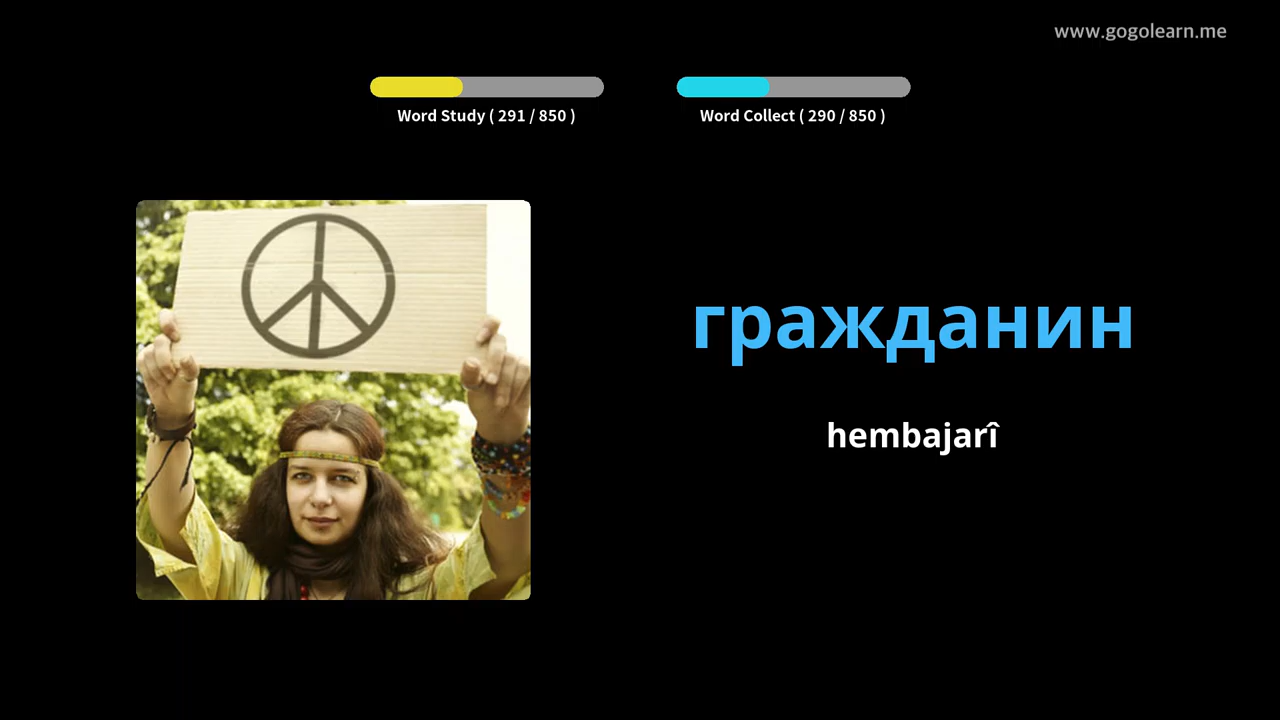 www.gogolearn.me
Word Study ( 291 / 850 )
Word Collect ( 290 / 850 )
гражданин
hembajarî